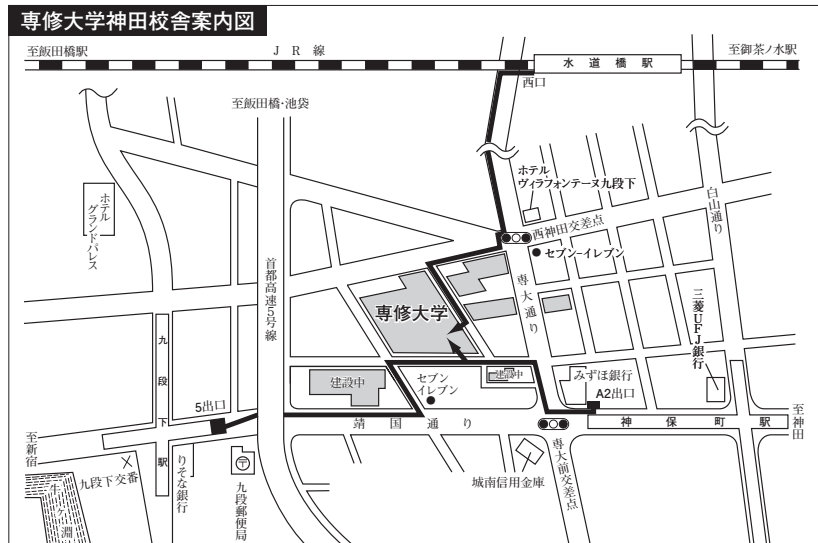 専修大学神田校舎案内図
至飯田橋駅
JR線
水道橋駅
至御茶ノ水駅
西口
至飯田橋・池袋
ホテル
ヴィラフォンテーヌ九段下
白山通り
ホテル
グランドパレス
西神田交差点
セブン-イレブン
首都高速5号線
専大通り
専修大学
三菱UFJ銀行
九段下駅
建設中
セブン
イレブン
建設中
みずほ銀行
A2出口
5出口
靖国通り
神保町駅
至神田
至新宿
九段下交番
りそな銀行
九段郵便局
城南信用金庫
専大前交差点
牛ヶ淵